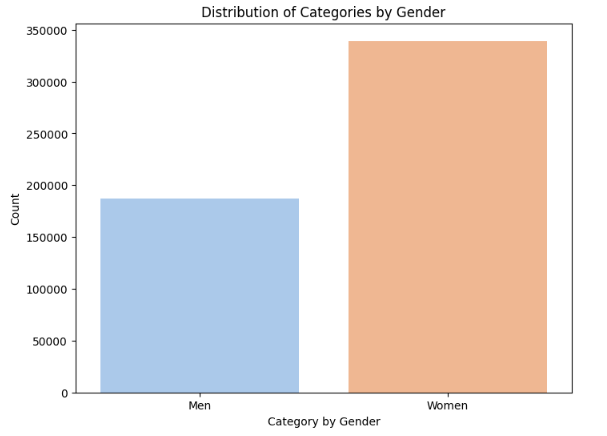 Distribution of Categories by Gender
350000
300000
250000
200000
150000
100000
50000
0
Count
Men Women
Category by Gender